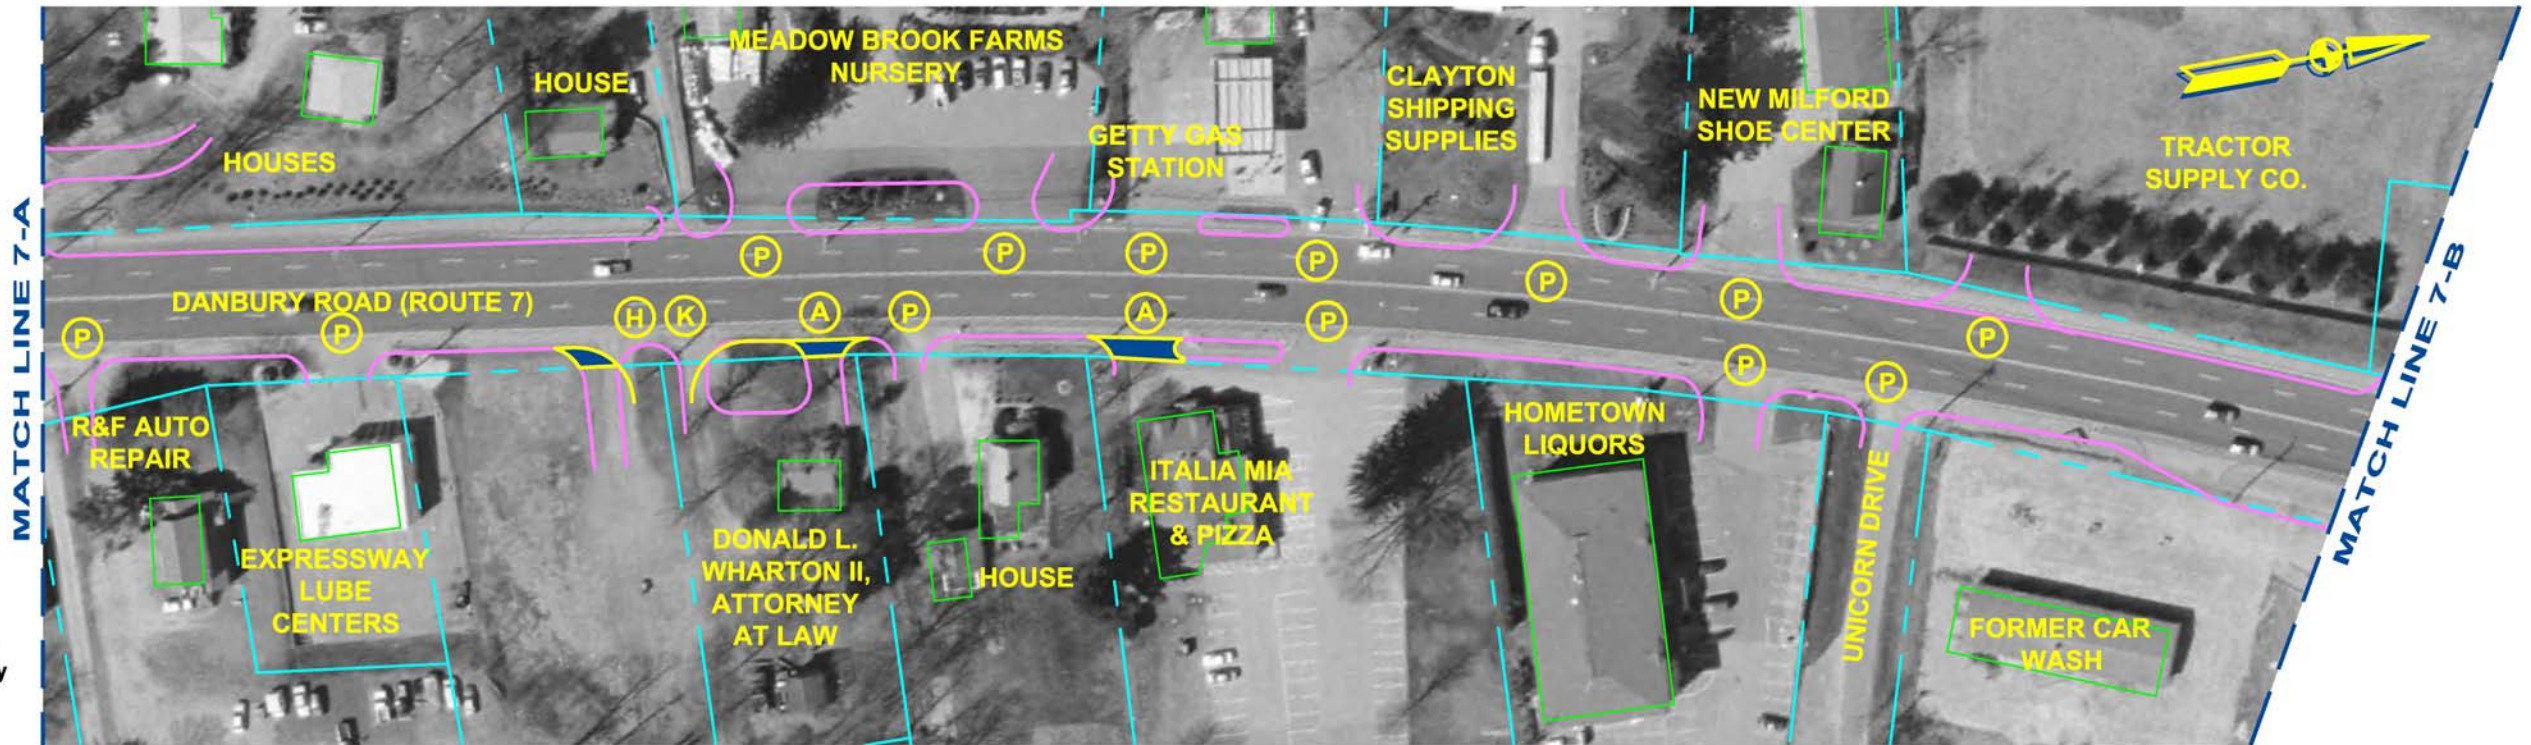 MATCH LINE 7-A
HOUSES
HOUSE
MEADOW BROOK FARMS
NURSERY
GETTY GAS
STATION
CLAYTON
SHIPPING
SUPPLIES
NEW MILFORD
SHOE CENTER
TRACTOR
SUPPLY CO.
P
P
P
P
P
P
P
DANBURY ROAD (ROUTE 7)
P
P
H
K
A
P
A
P
P
P
R&F AUTO
REPAIR
EXPRESSWAY
LUBE
CENTERS
DONALD L.
WHARTON II,
ATTORNEY
AT LAW
HOUSE
ITALIA MIA
RESTAURANT
& PIZZA
HOMETOWN
LIQUORS
UNICORN DRIVE
FORMER CAR
WASH
MATCH LINE 7-B
y